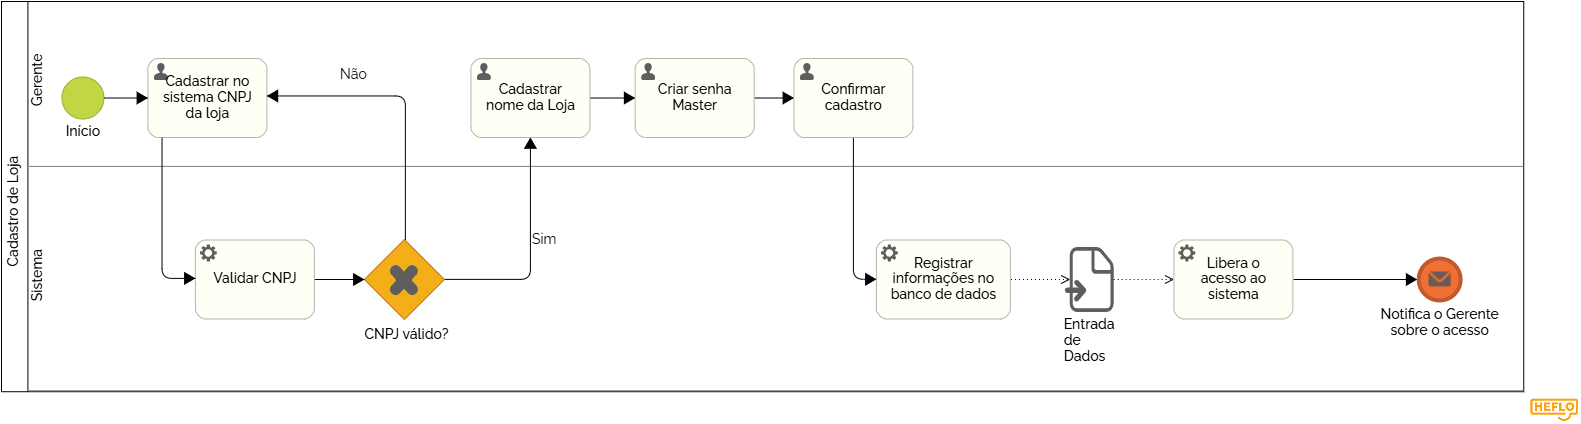 Cadastro de Loja
Gerente
Início
Cadastrar no
sistema CNPJ
da loja
Não
Cadastrar
nome da Loja
Criar senha
Master
Confirmar
cadastro
Sistema
Validar CNPJ
CNPJ válido?
Sim
Registrar
informações no
banco de dados
Entrada
de
Dados
Libera o
acesso ao
sistema
Notifica o Gerente
sobre o acesso
HEFLO